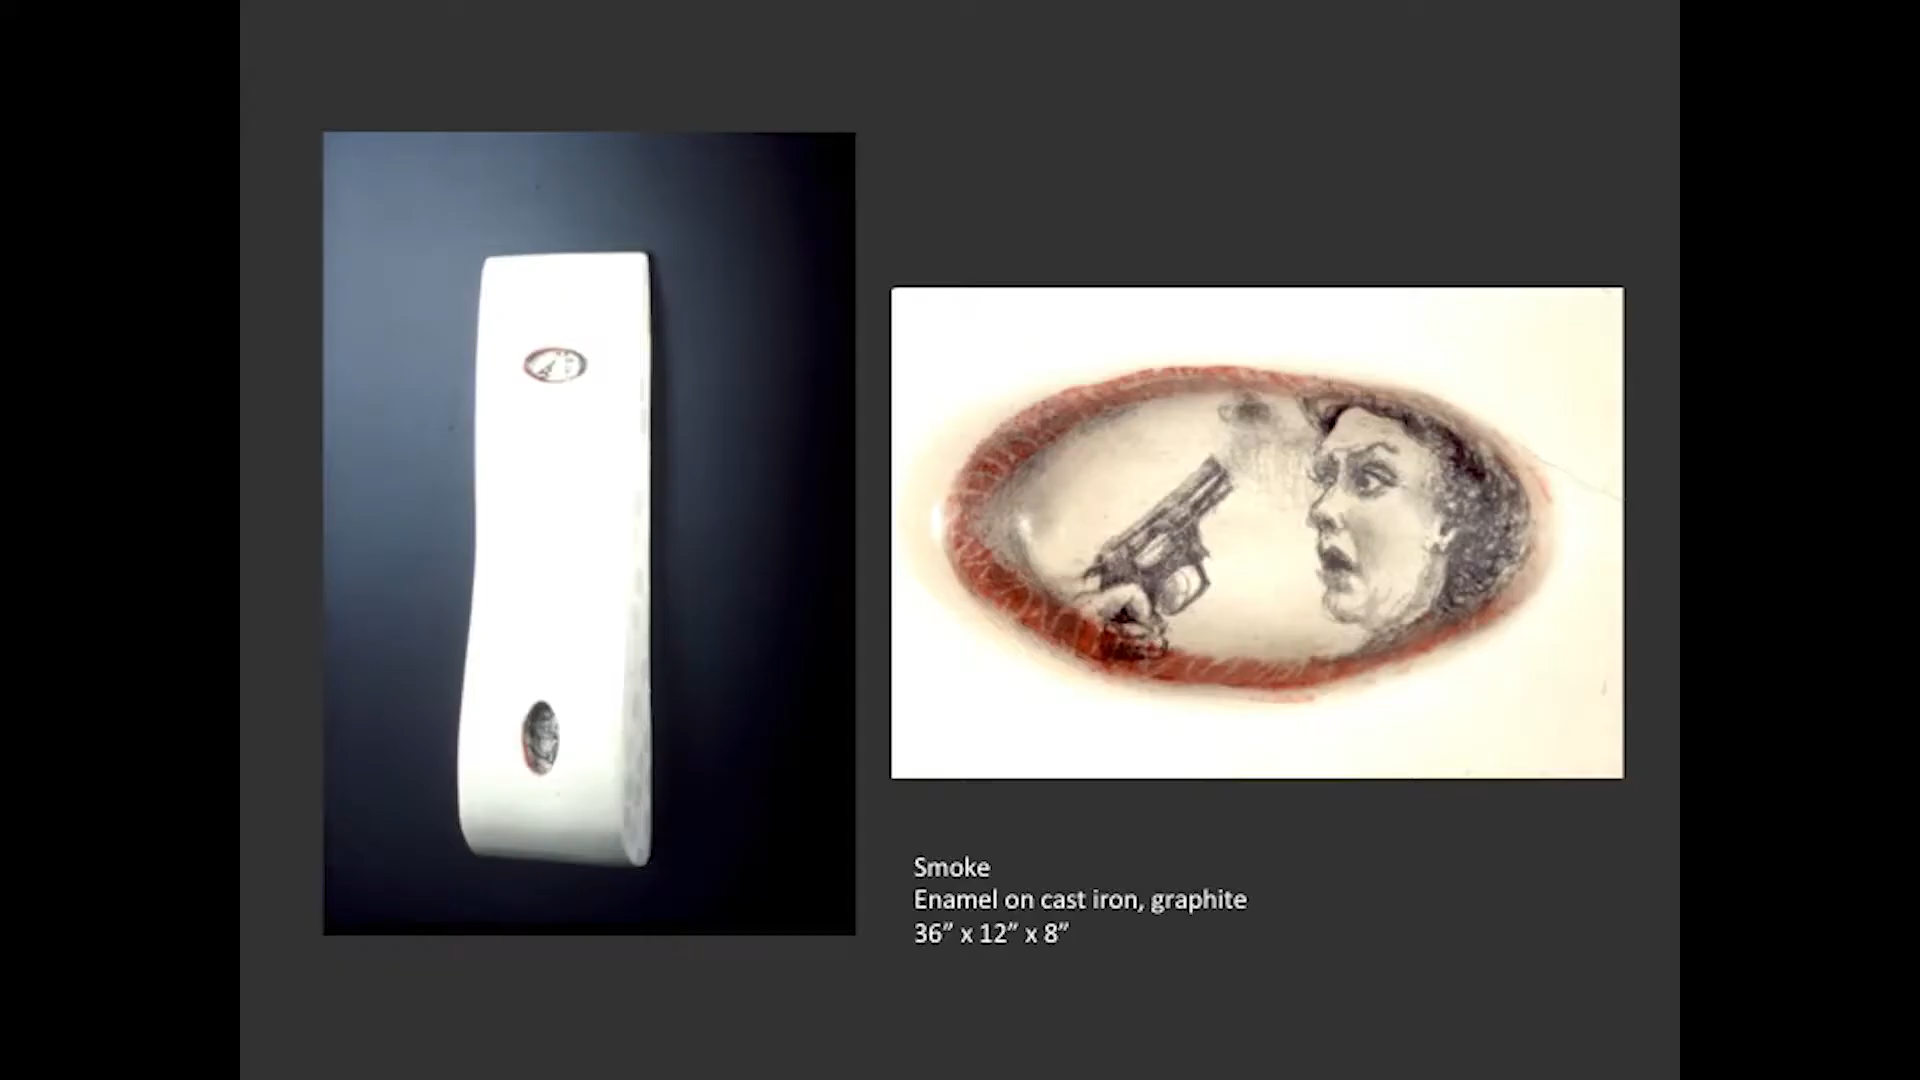 Smoke
Enamel on cast iron, graphite
36” x 12” x 8”